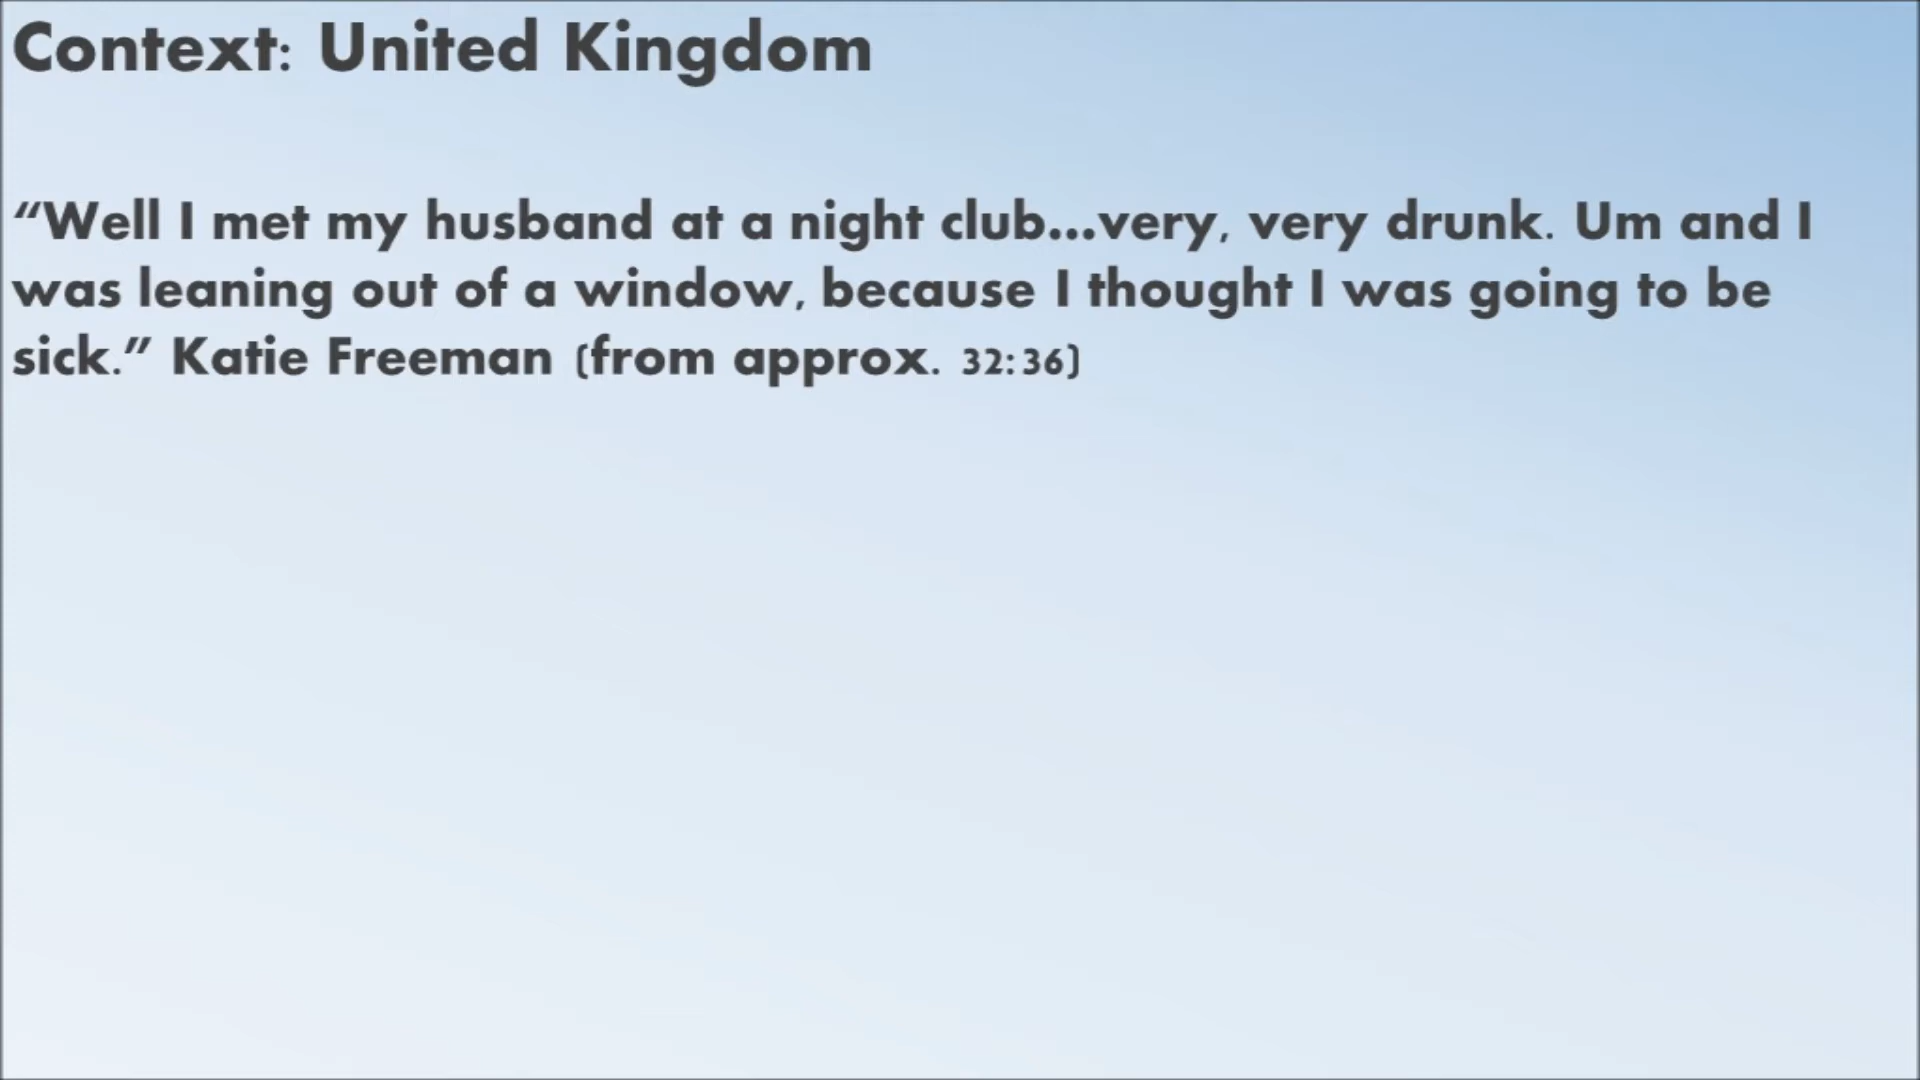 Context: United Kingdom
“Well I met my husband at a night club...very, very drunk. Um and I
was leaning out of a window, because I thought I was going to be
sick.” Katie Freeman (from approx. 32:36)